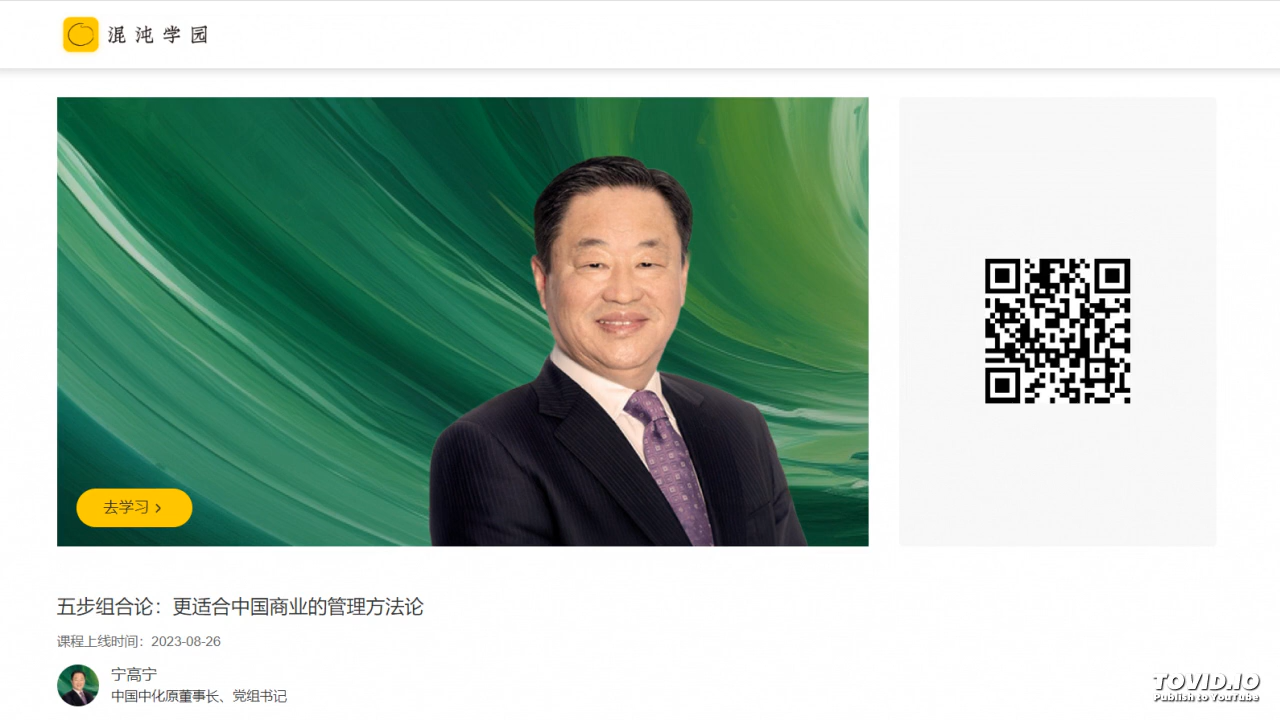 混沌学园
去学习 ›
五步组合论：更适合中国商业的管理方法论
课程上线时间：2023-08-26
宁高宁
中国中化原董事长、党组书记
TOVID.IO
Publish to YouTube